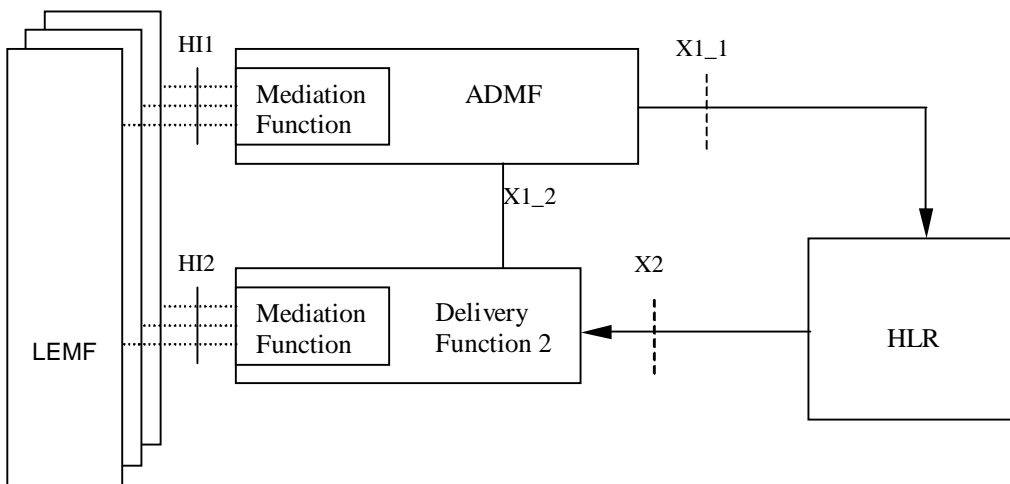 HI1
X1_1
Mediation
Function
ADMF
X1_2
HI2
X2
Mediation
Function
Delivery
Function 2
HLR
LEMF